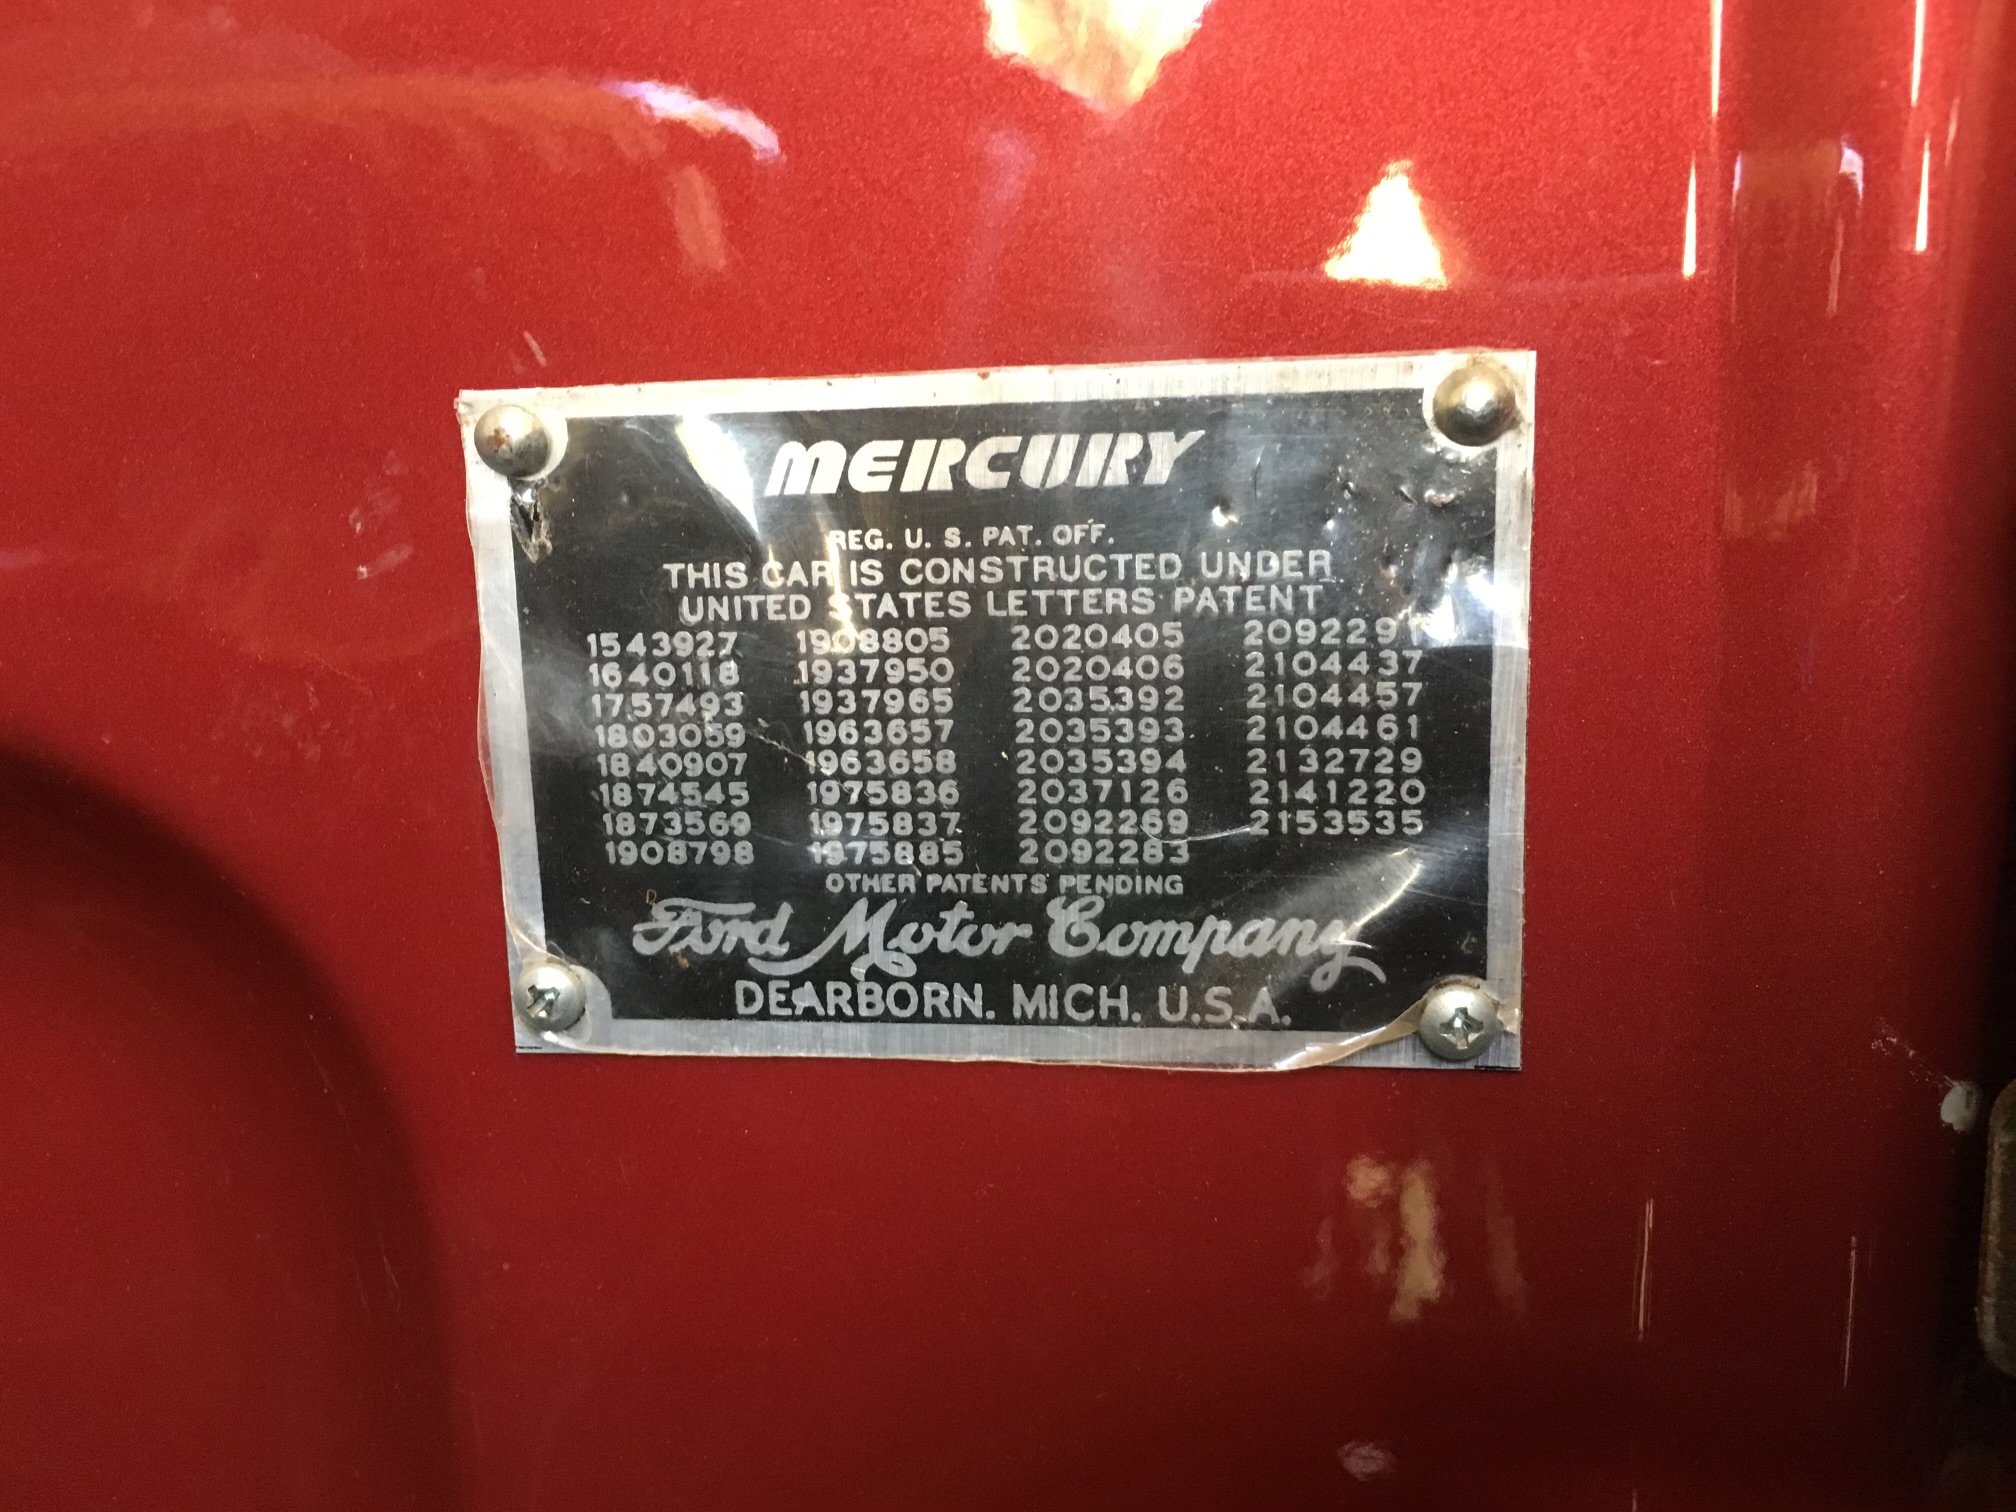 MERCURY
REG. U. S. PAT. OFF.
THIS CAR IS CONSTRUCTED UNDER
UNITED STATES LETTERS PATENT
1543927 1908805 2020405 2092291
1640118 1937950 2020406 2104437
1757493 1937965 2035392 2104457
1803059 1963657 2035393 2104461
1840907 1963658 2035394 2132729
1874545 1975836 2037126 2141220
1873569 1975837 2092269 2153535
1908798 1975885 2092283
OTHER PATENTS PENDING
Ford Motor Company
DEARBORN. MICH. U.S.A.